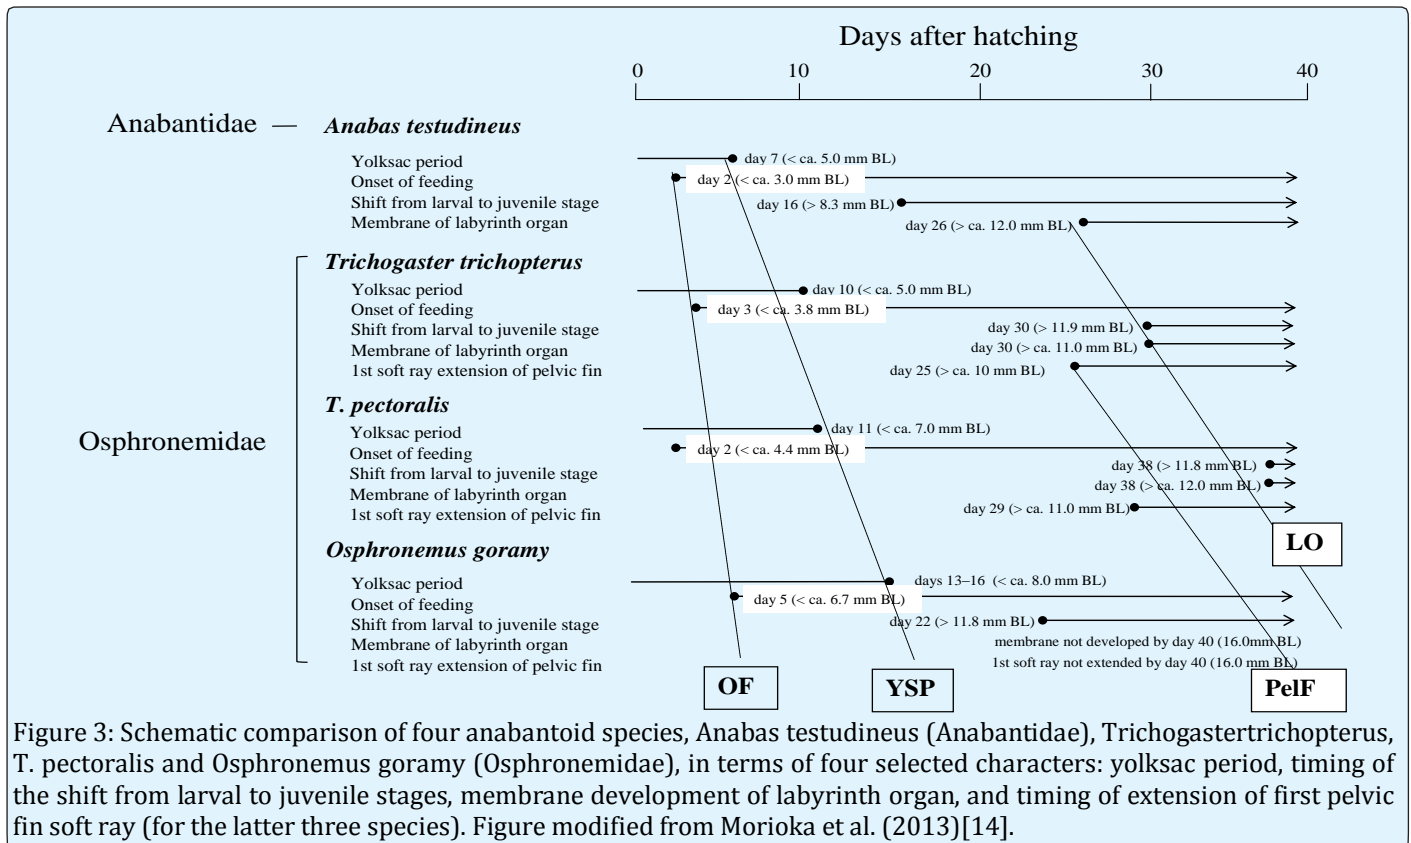 Days after hatching
0 10 20 30 40
Anabantidae — Anabas testudineus
Yolksac period day 7 (< ca. 5.0 mm BL)
Onset of feeding day 2 (< ca. 3.0 mm BL)
Shift from larval to juvenile stage day 16 (> 8.3 mm BL)
Membrane of labyrinth organ day 26 (> ca. 12.0 mm BL)
Trichogaster trichopterus
Yolksac period day 10 (< ca. 5.0 mm BL)
Onset of feeding day 3 (< ca. 3.8 mm BL)
Shift from larval to juvenile stage day 30 (> 11.9 mm BL)
Membrane of labyrinth organ day 30 (> ca. 11.0 mm BL)
1st soft ray extension of pelvic fin day 25 (> ca. 10 mm BL)
T. pectoralis
Osphronemidae
Yolksac period day 11 (< ca. 7.0 mm BL)
Onset of feeding day 2 (< ca. 4.4 mm BL)
Shift from larval to juvenile stage day 38 (> 11.8 mm BL)
Membrane of labyrinth organ day 38 (> ca. 12.0 mm BL)
1st soft ray extension of pelvic fin day 29 (> ca. 11.0 mm BL)
LO
Osphronemus goramy
Yolksac period days 13–16 (< ca. 8.0 mm BL)
Onset of feeding day 5 (< ca. 6.7 mm BL)
Shift from larval to juvenile stage day 22 (> 11.8 mm BL)
Membrane of labyrinth organ membrane not developed by day 40 (16.0mm BL)
1st soft ray extension of pelvic fin 1st soft ray not extended by day 40 (16.0 mm BL)
OF YSP PelF
Figure 3: Schematic comparison of four anabantoid species, Anabas testudineus (Anabantidae), Trichogastertrichopterus,
T. pectoralis and Osphronemus goramy (Osphronemidae), in terms of four selected characters: yolksac period, timing of
the shift from larval to juvenile stages, membrane development of labyrinth organ, and timing of extension of first pelvic
fin soft ray (for the latter three species). Figure modified from Morioka et al. (2013)[14].